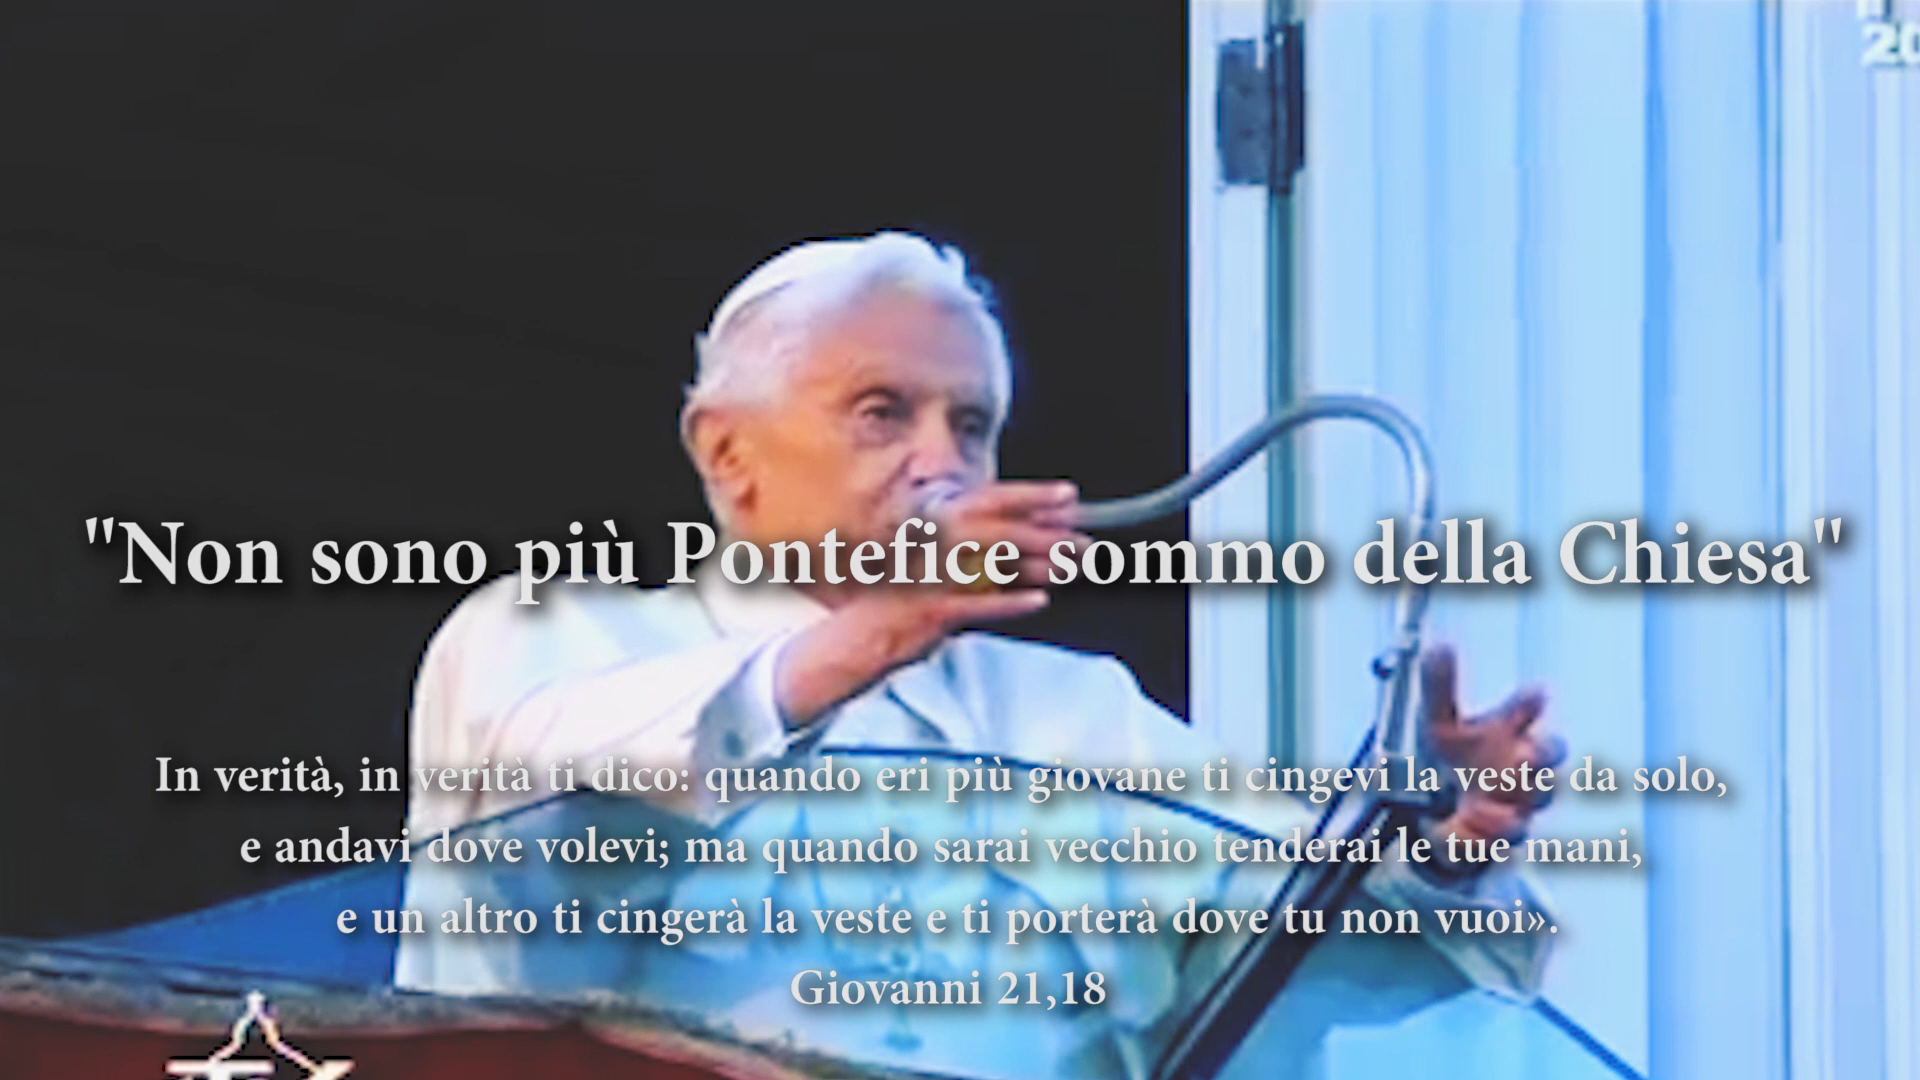 20
"Non sono più Pontefice sommo della Chiesa"
In verità, in verità ti dico: quando eri più giovane ti cingevi la veste da solo,
e andavi dove volevi; ma quando sarai vecchio tenderai le tue mani,
e un altro ti cingerà la veste e ti porterà dove tu non vuoi».
Giovanni 21,18